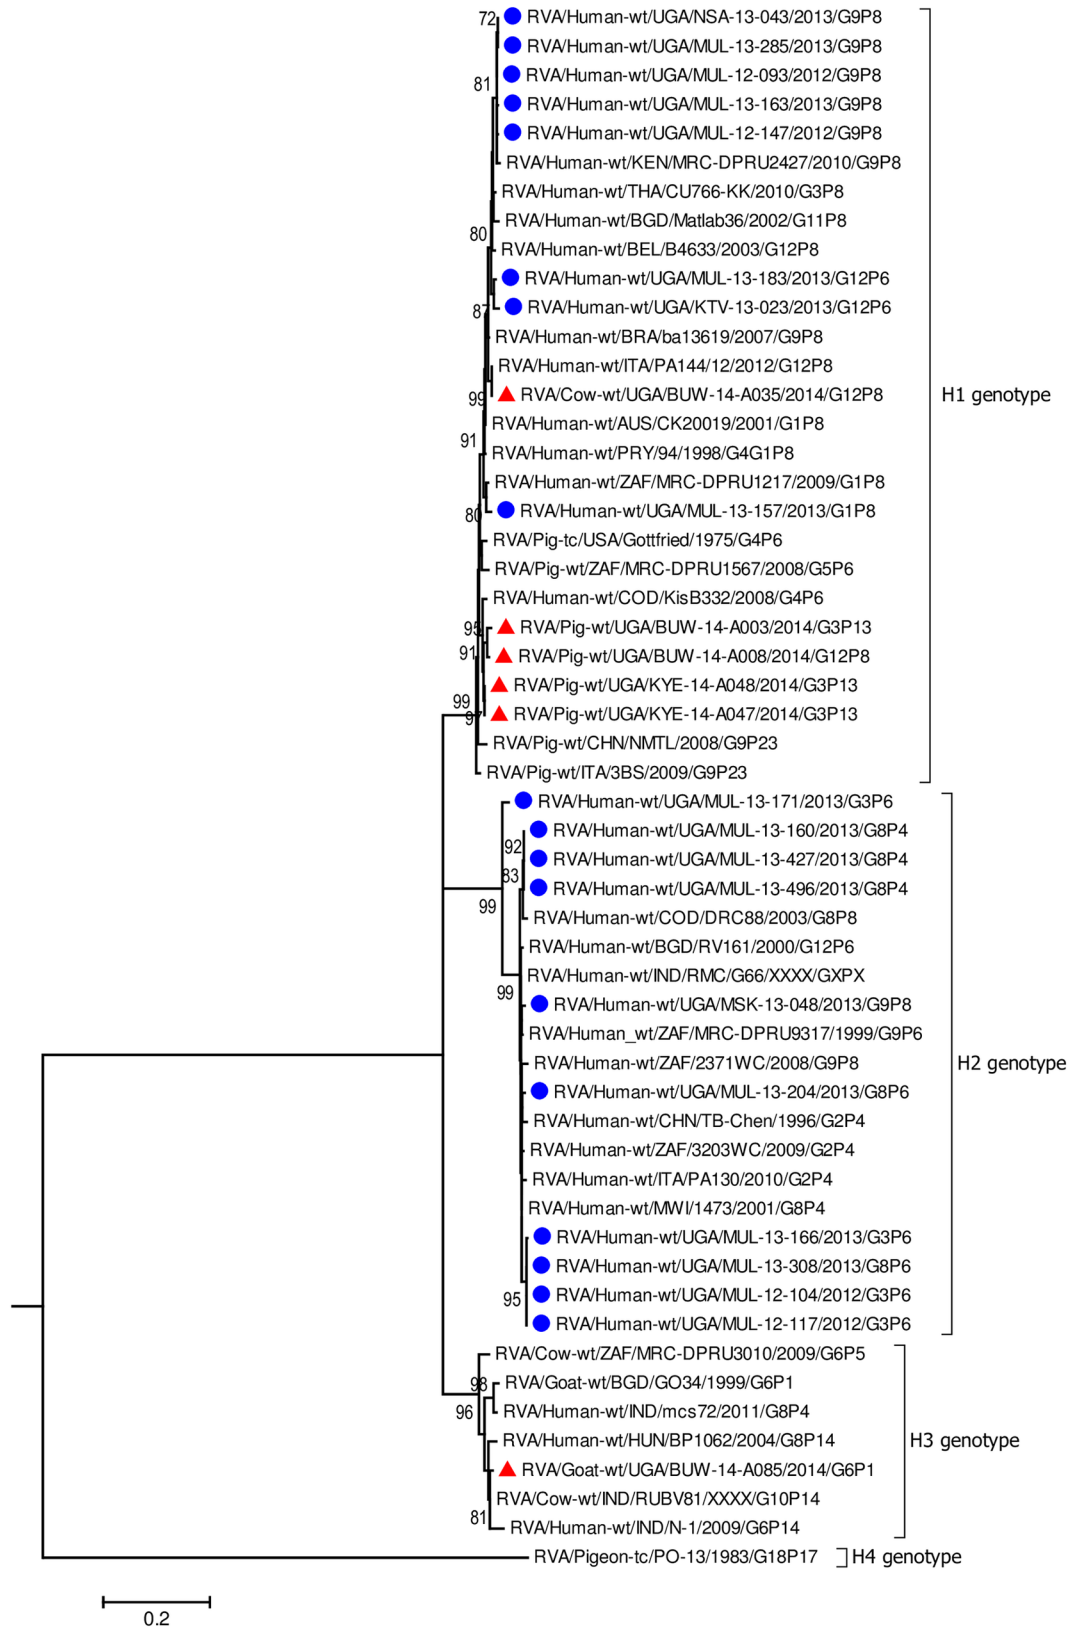 72
RVA/Human-wt/UGA/NSA-13-043/2013/G9P8
RVA/Human-wt/UGA/MUL-13-285/2013/G9P8
81
RVA/Human-wt/UGA/MUL-12-093/2012/G9P8
RVA/Human-wt/UGA/MUL-13-163/2013/G9P8
RVA/Human-wt/UGA/MUL-12-147/2012/G9P8
RVA/Human-wt/KEN/MRC-DPRU2427/2010/G9P8
RVA/Human-wt/THA/CU766-KK/2010/G3P8
RVA/Human-wt/BGD/Matlab36/2002/G11P8
80
RVA/Human-wt/BEL/B4633/2003/G12P8
RVA/Human-wt/UGA/MUL-13-183/2013/G12P6
87
RVA/Human-wt/UGA/KTV-13-023/2013/G12P6
RVA/Human-wt/BRA/ba13619/2007/G9P8
RVA/Human-wt/ITA/PA144/12/2012/G12P8
99
RVA/Cow-wt/UGA/BUW-14-A035/2014/G12P8
H1 genotype
RVA/Human-wt/AUS/CK20019/2001/G1P8
91
RVA/Human-wt/PRY/94/1998/G4G1P8
RVA/Human-wt/ZAF/MRC-DPRU1217/2009/G1P8
80
RVA/Human-wt/UGA/MUL-13-157/2013/G1P8
RVA/Pig-tc/USA/Gottfried/1975/G4P6
RVA/Pig-wt/ZAF/MRC-DPRU1567/2008/G5P6
RVA/Human-wt/COD/KisB332/2008/G4P6
95
RVA/Pig-wt/UGA/BUW-14-A003/2014/G3P13
91
RVA/Pig-wt/UGA/BUW-14-A008/2014/G12P8
RVA/Pig-wt/UGA/KYE-14-A048/2014/G3P13
99
97
RVA/Pig-wt/UGA/KYE-14-A047/2014/G3P13
RVA/Pig-wt/CHN/NMTL/2008/G9P23
RVA/Pig-wt/ITA/3BS/2009/G9P23
RVA/Human-wt/UGA/MUL-13-171/2013/G3P6
RVA/Human-wt/UGA/MUL-13-160/2013/G8P4
92
RVA/Human-wt/UGA/MUL-13-427/2013/G8P4
83
RVA/Human-wt/UGA/MUL-13-496/2013/G8P4
99
RVA/Human-wt/COD/DRC88/2003/G8P8
RVA/Human-wt/BGD/RV161/2000/G12P6
RVA/Human-wt/IND/RMC/G66/XXXX/GXPX
99
RVA/Human-wt/UGA/MSK-13-048/2013/G9P8
RVA/Human_wt/ZAF/MRC-DPRU9317/1999/G9P6
RVA/Human-wt/ZAF/2371WC/2008/G9P8
H2 genotype
RVA/Human-wt/UGA/MUL-13-204/2013/G8P6
RVA/Human-wt/CHN/TB-Chen/1996/G2P4
RVA/Human-wt/ZAF/3203WC/2009/G2P4
RVA/Human-wt/ITA/PA130/2010/G2P4
RVA/Human-wt/MWI/1473/2001/G8P4
RVA/Human-wt/UGA/MUL-13-166/2013/G3P6
RVA/Human-wt/UGA/MUL-13-308/2013/G8P6
95
RVA/Human-wt/UGA/MUL-12-104/2012/G3P6
RVA/Human-wt/UGA/MUL-12-117/2012/G3P6
RVA/Cow-wt/ZAF/MRC-DPRU3010/2009/G6P5
98
RVA/Goat-wt/BGD/GO34/1999/G6P1
96
RVA/Human-wt/IND/mcs72/2011/G8P4
RVA/Human-wt/HUN/BP1062/2004/G8P14
H3 genotype
RVA/Goat-wt/UGA/BUW-14-A085/2014/G6P1
RVA/Cow-wt/IND/RUBV81/XXXX/G10P14
81
RVA/Human-wt/IND/N-1/2009/G6P14
RVA/Pigeon-tc/PO-13/1983/G18P17
H4 genotype
0.2